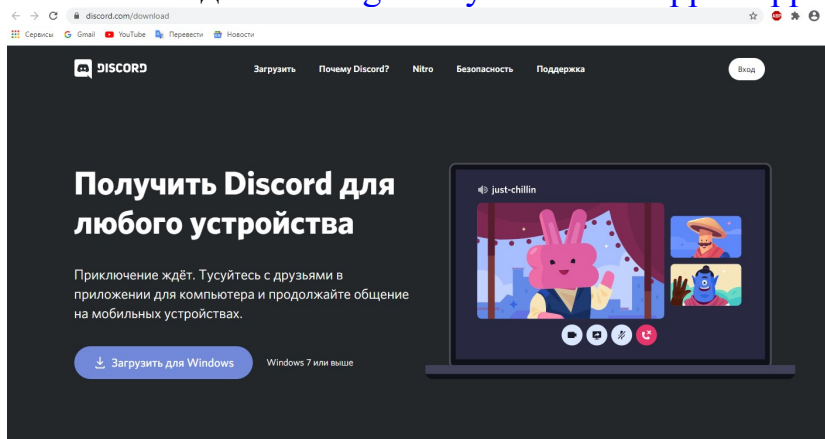 discord.com/download
Сервисы Gmail YouTube Перевести Новости
DISCORD Загрузить Почему Discord? Nitro Безопасность Поддержка Вход
Получить Discord для
любого устройства
just-chillin
Приключение ждёт. Тусуйтесь с друзьями в
приложении для компьютера и продолжайте общение
на мобильных устройствах.
Загрузить для Windows Windows 7 или выше